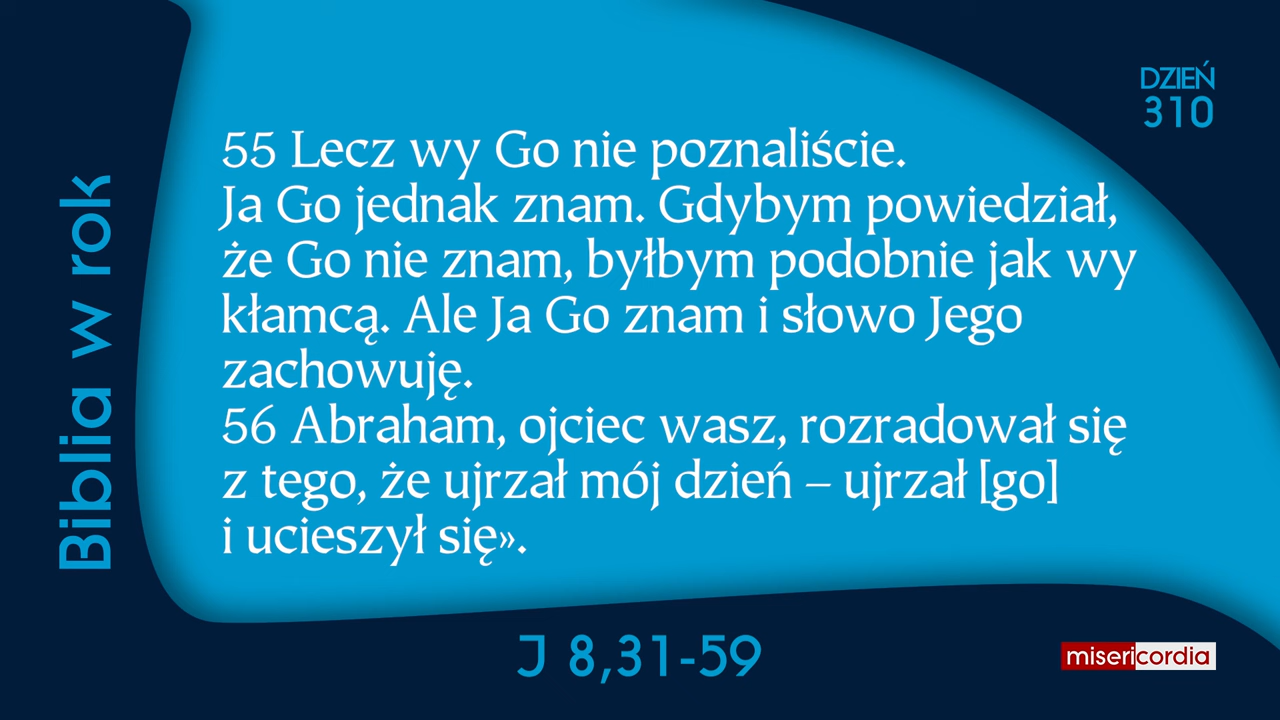 DZIEŃ
310
55 Lecz wy Go nie poznaliście.
Ja Go jednak znam. Gdybym powiedział,
że Go nie znam, byłbym podobnie jak wy
kłamcą. Ale Ja Go znam i słowo Jego
zachowuję.
56 Abraham, ojciec wasz, rozradował się
z tego, że ujrzał mój dzień – ujrzał [go]
i ucieszył się».
Biblia w rok
J 8,31-59
misericordia